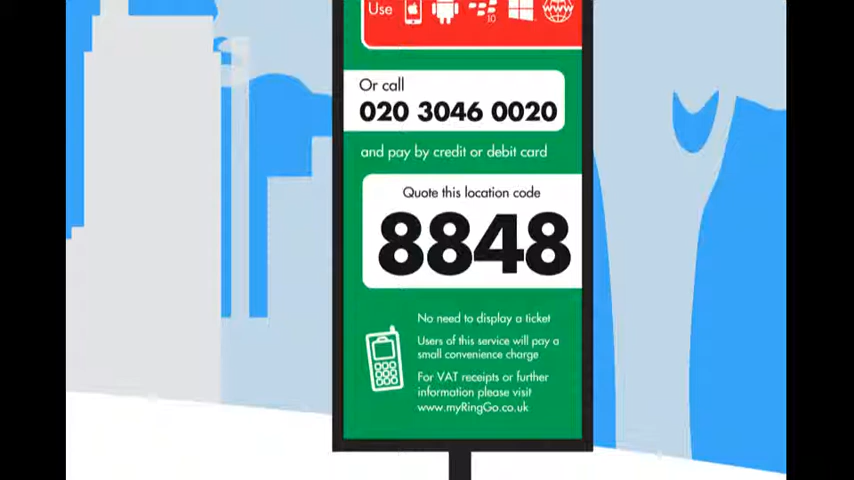 Use
10
Or call
020 3046 0020
and pay by credit or debit card
Quote this location code
8848
No need to display a ticket
Users of this service will pay a
small convenience charge
For VAT receipts or further
information please visit
www.myRingGo.co.uk